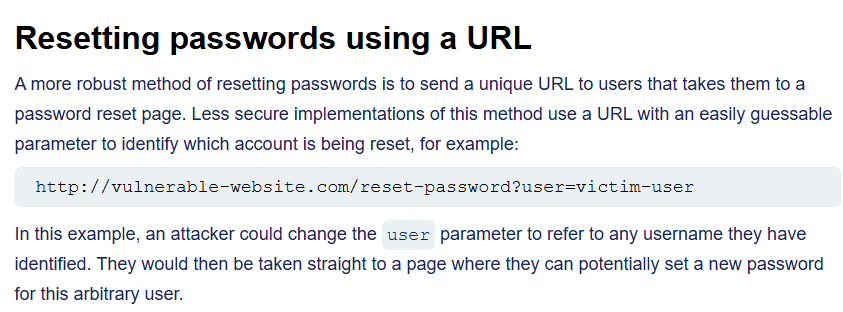 Resetting passwords using a URL
A more robust method of resetting passwords is to send a unique URL to users that takes them to a
password reset page. Less secure implementations of this method use a URL with an easily guessable
parameter to identify which account is being reset, for example:
http://vulnerable-website.com/reset-password?user=victim-user
In this example, an attacker could change the user parameter to refer to any username they have
identified. They would then be taken straight to a page where they can potentially set a new password
for this arbitrary user.